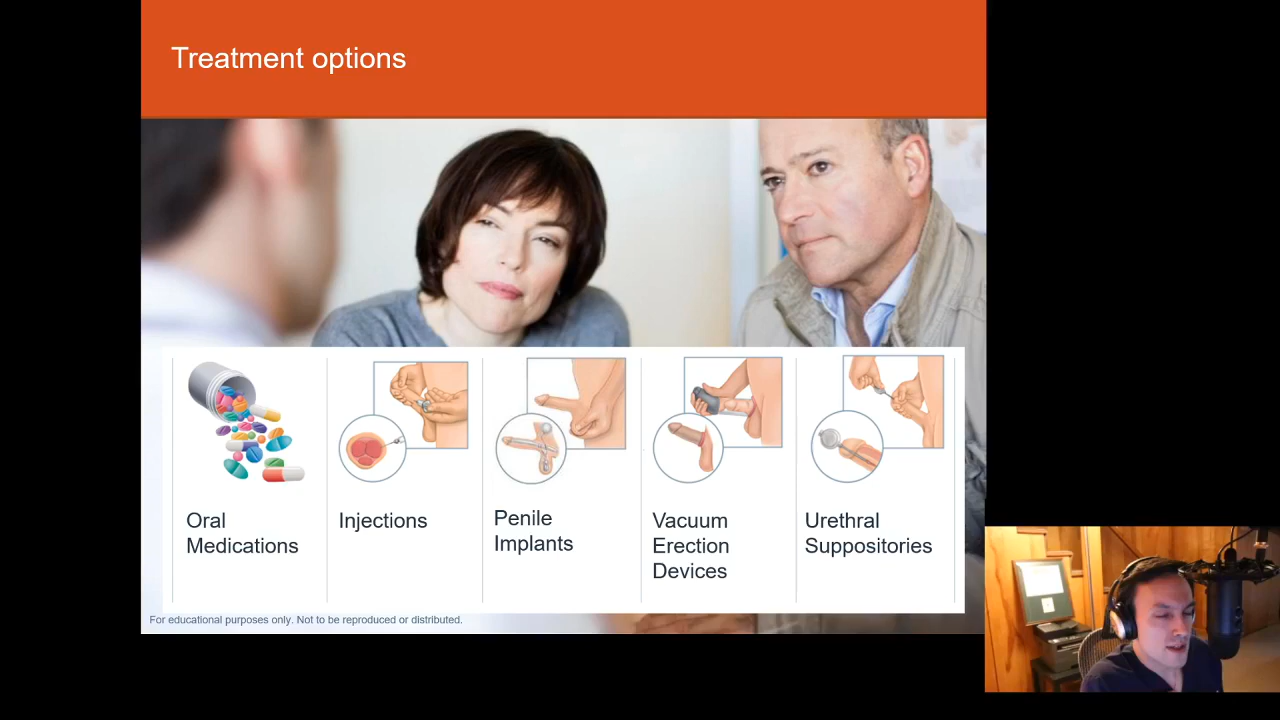 Treatment options
Oral
Medications
Injections
Penile
Implants
Vacuum
Erection
Devices
Urethral
Suppositories
For educational purposes only. Not to be reproduced or distributed.